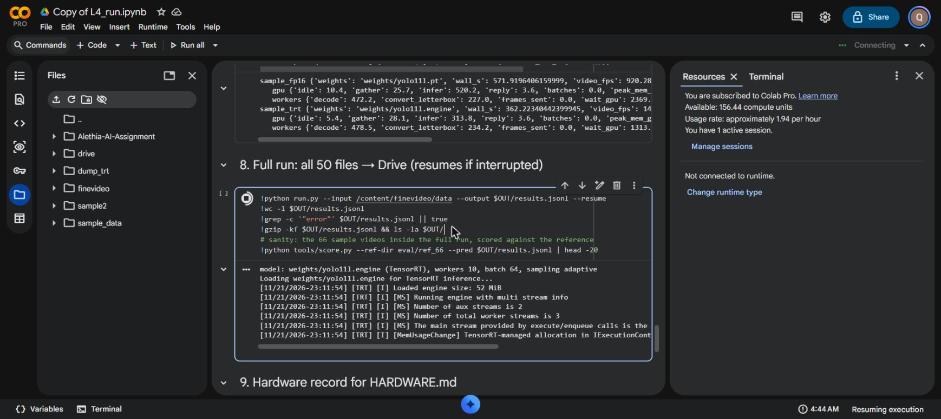 Copy of L4_run.ipynb
PRO
File Edit View Insert Runtime Tools Help
Share
Q
Commands + Code + Text Run all
Connecting
Files
..
Alethia-AI-Assignment
drive
dump_trt
finevideo
sample2
sample_data
sample_fp16 {'weights': 'weights/yolo11l.pt', 'wall_s': 571.9196406159999, 'video_fps': 920.28
gpu {'idle': 10.4, 'gather': 25.7, 'infer': 520.2, 'reply': 3.6, 'batches': 0.0, 'peak_mem_
workers {'decode': 472.2, 'convert_letterbox': 227.0, 'frames_sent': 0.0, 'wait_gpu': 2369.
sample_trt {'weights': 'weights/yolo11l.engine', 'wall_s': 362.2234044239945, 'video_fps': 14
gpu {'idle': 5.4, 'gather': 28.1, 'infer': 313.8, 'reply': 3.6, 'batches': 0.0, 'peak_mem_g
workers {'decode': 478.5, 'convert_letterbox': 234.2, 'frames_sent': 0.0, 'wait_gpu': 1313.
8. Full run: all 50 files → Drive (resumes if interrupted)
[ ]
!python run.py --input /content/finevideo/data --output $OUT/results.jsonl --resume
!wc -l $OUT/results.jsonl
!grep -c '"error"' $OUT/results.jsonl || true
!gzip -kf $OUT/results.jsonl && ls -la $OUT/
# sanity: the 66 sample videos inside the full run, scored against the reference
!python tools/score.py --ref-dir eval/ref_66 --pred $OUT/results.jsonl | head -20
model: weights/yolo11l.engine (TensorRT), workers 10, batch 64, sampling adaptive
Loading weights/yolo11l.engine for TensorRT inference...
[11/21/2026-23:11:54] [TRT] [I] Loaded engine size: 52 MiB
[11/21/2026-23:11:54] [TRT] [I] [MS] Running engine with multi stream info
[11/21/2026-23:11:54] [TRT] [I] [MS] Number of aux streams is 2
[11/21/2026-23:11:54] [TRT] [I] [MS] Number of total worker streams is 3
[11/21/2026-23:11:54] [TRT] [I] [MS] The main stream provided by execute/enqueue calls is the
[11/21/2026-23:11:54] [TRT] [I] [MemUsageChange] TensorRT-managed allocation in IExecutionCont
9. Hardware record for HARDWARE.md
Resources Terminal
You are subscribed to Colab Pro. Learn more
Available: 156.44 compute units
Usage rate: approximately 1.94 per hour
You have 1 active session.
Manage sessions
Not connected to runtime.
Change runtime type
Variables Terminal
4:44 AM Resuming execution